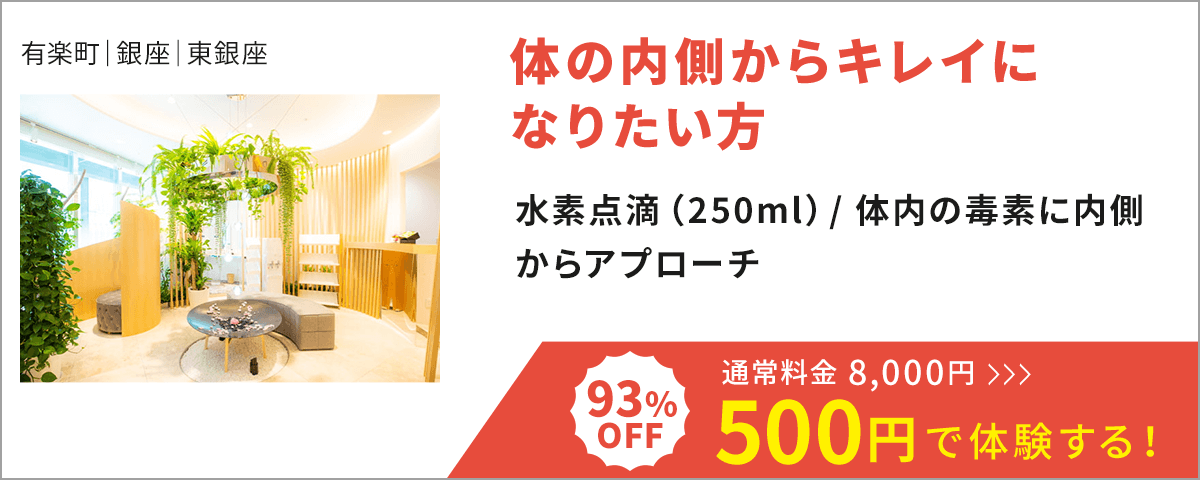 有楽町｜銀座｜東銀座
体の内側からキレイに
なりたい方
水素点滴（250ml）/ 体内の毒素に内側
からアプローチ
93%
OFF
通常料金 8,000円 >>>
500円で体験する！